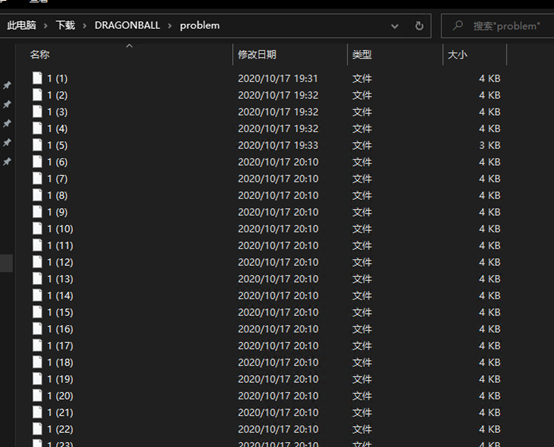 此电脑 > 下载 > DRAGONBALL > problem 搜索"problem"
名称 修改日期 类型 大小
1 (1) 2020/10/17 19:31 文件 4 KB
1 (2) 2020/10/17 19:32 文件 4 KB
1 (3) 2020/10/17 19:32 文件 4 KB
1 (4) 2020/10/17 19:32 文件 4 KB
1 (5) 2020/10/17 19:33 文件 3 KB
1 (6) 2020/10/17 20:10 文件 4 KB
1 (7) 2020/10/17 20:10 文件 4 KB
1 (8) 2020/10/17 20:10 文件 4 KB
1 (9) 2020/10/17 20:10 文件 4 KB
1 (10) 2020/10/17 20:10 文件 4 KB
1 (11) 2020/10/17 20:10 文件 4 KB
1 (12) 2020/10/17 20:10 文件 4 KB
1 (13) 2020/10/17 20:10 文件 4 KB
1 (14) 2020/10/17 20:10 文件 4 KB
1 (15) 2020/10/17 20:10 文件 4 KB
1 (16) 2020/10/17 20:10 文件 4 KB
1 (17) 2020/10/17 20:10 文件 4 KB
1 (18) 2020/10/17 20:10 文件 4 KB
1 (19) 2020/10/17 20:10 文件 4 KB
1 (20) 2020/10/17 20:10 文件 4 KB
1 (21) 2020/10/17 20:10 文件 4 KB
1 (22) 2020/10/17 20:10 文件 4 KB
1 (23) 2020/10/17 20:10 文件 4 KB